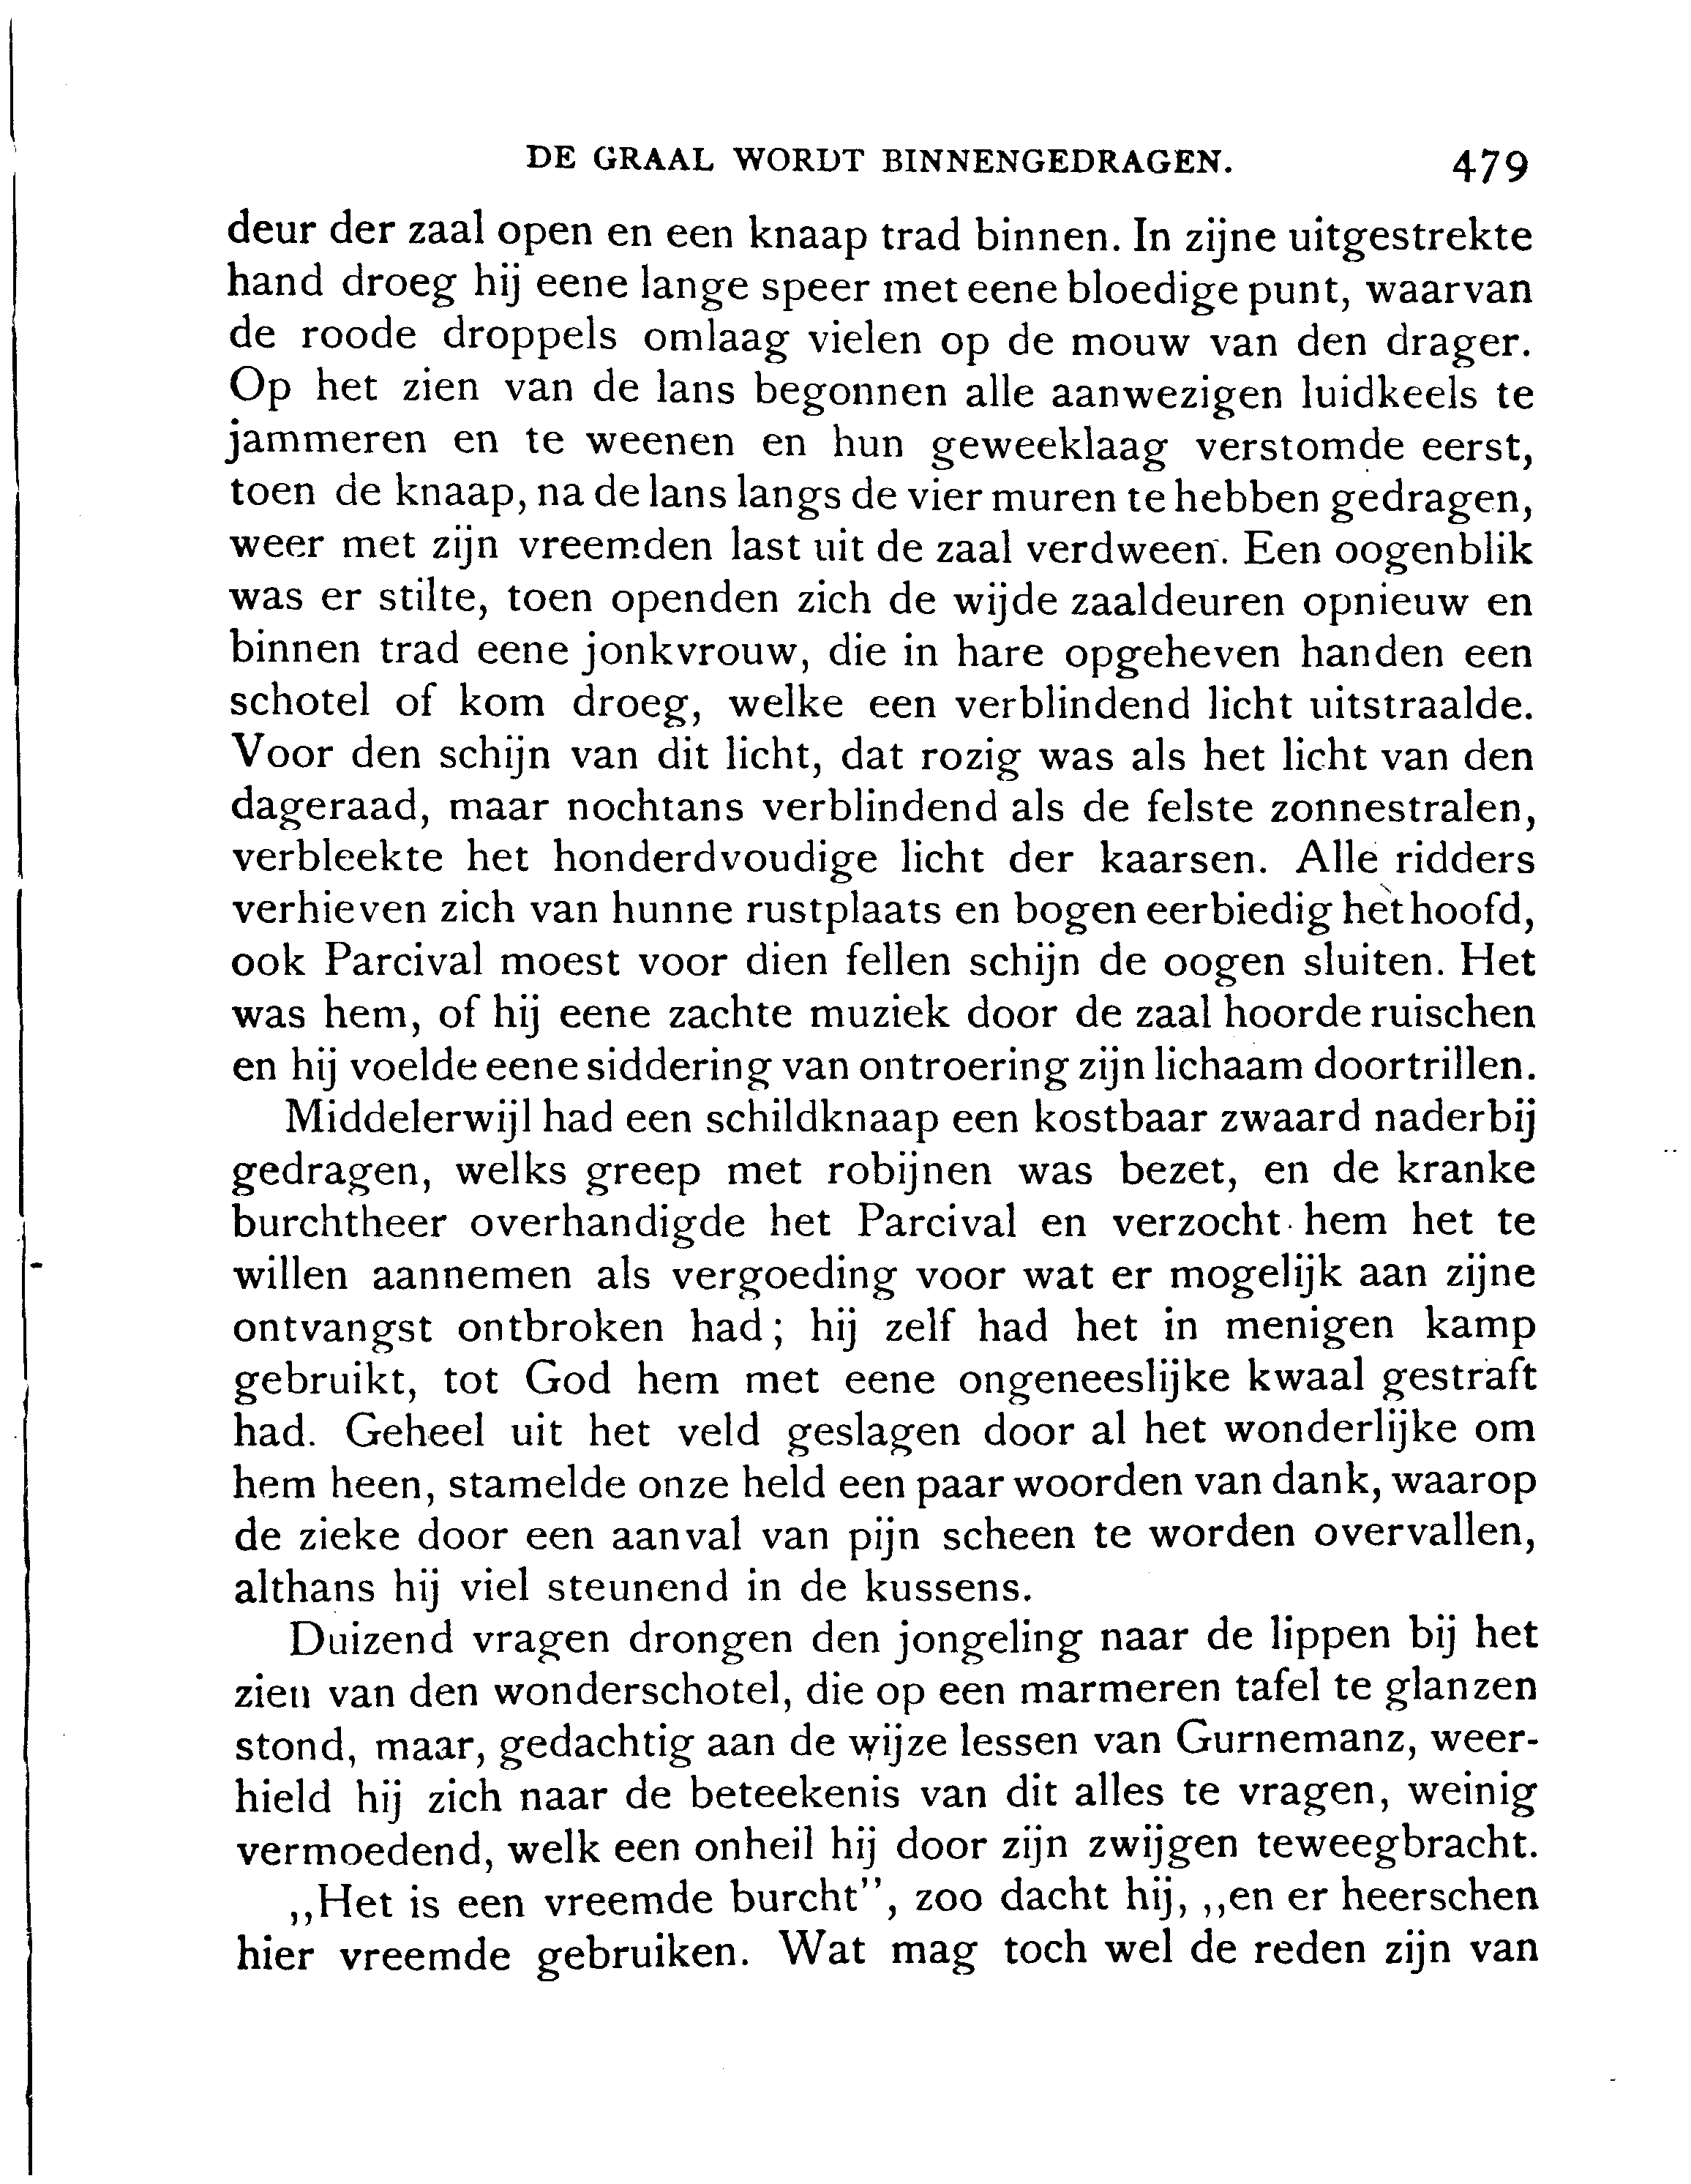 DE GRAAL WORDT BINNENGEDRAGEN. 479
deur der zaal open en een knaap trad binnen. In zijne uitgestrekte
hand droeg hij eene lange speer met eene bloedige punt, waarvan
de roode droppels omlaag vielen op de mouw van den drager.
Op het zien van de lans begonnen alle aanwezigen luidkeels te
jammeren en te weenen en hun geweeklaag verstomde eerst,
toen de knaap, na de lans langs de vier muren te hebben gedragen,
weer met zijn vreemden last uit de zaal verdween. Een oogenblik
was er stilte, toen openden zich de wijde zaaldeuren opnieuw en
binnen trad eene jonkvrouw, die in hare opgeheven handen een
schotel of kom droeg, welke een verblindend licht uitstraalde.
Voor den schijn van dit licht, dat rozig was als het licht van den
dageraad, maar nochtans verblindend als de felste zonnestralen,
verbleekte het honderdvoudige licht der kaarsen. Alle ridders
verhieven zich van hunne rustplaats en bogen eerbiedig het hoofd,
ook Parcival moest voor dien fellen schijn de oogen sluiten. Het
was hem, of hij eene zachte muziek door de zaal hoorde ruischen
en hij voelde eene siddering van ontroering zijn lichaam doortrillen.
Middelerwijl had een schildknaap een kostbaar zwaard naderbij
gedragen, welks greep met robijnen was bezet, en de kranke
burchtheer overhandigde het Parcival en verzocht hem het te
willen aannemen als vergoeding voor wat er mogelijk aan zijne
ontvangst ontbroken had; hij zelf had het in menigen kamp
gebruikt, tot God hem met eene ongeneeslijke kwaal gestraft
had. Geheel uit het veld geslagen door al het wonderlijke om
hem heen, stamelde onze held een paar woorden van dank, waarop
de zieke door een aanval van pijn scheen te worden overvallen,
althans hij viel steunend in de kussens.
Duizend vragen drongen den jongeling naar de lippen bij het
zien van den wonderschotel, die op een marmeren tafel te glanzen
stond, maar, gedachtig aan de wijze lessen van Gurnemanz, weer-
hield hij zich naar de beteekenis van dit alles te vragen, weinig
vermoedend, welk een onheil hij door zijn zwijgen teweegbracht.
,,Het is een vreemde burcht'', zoo dacht hij, ,,en er heerschen
hier vreemde gebruiken. Wat mag toch wel de reden zijn van